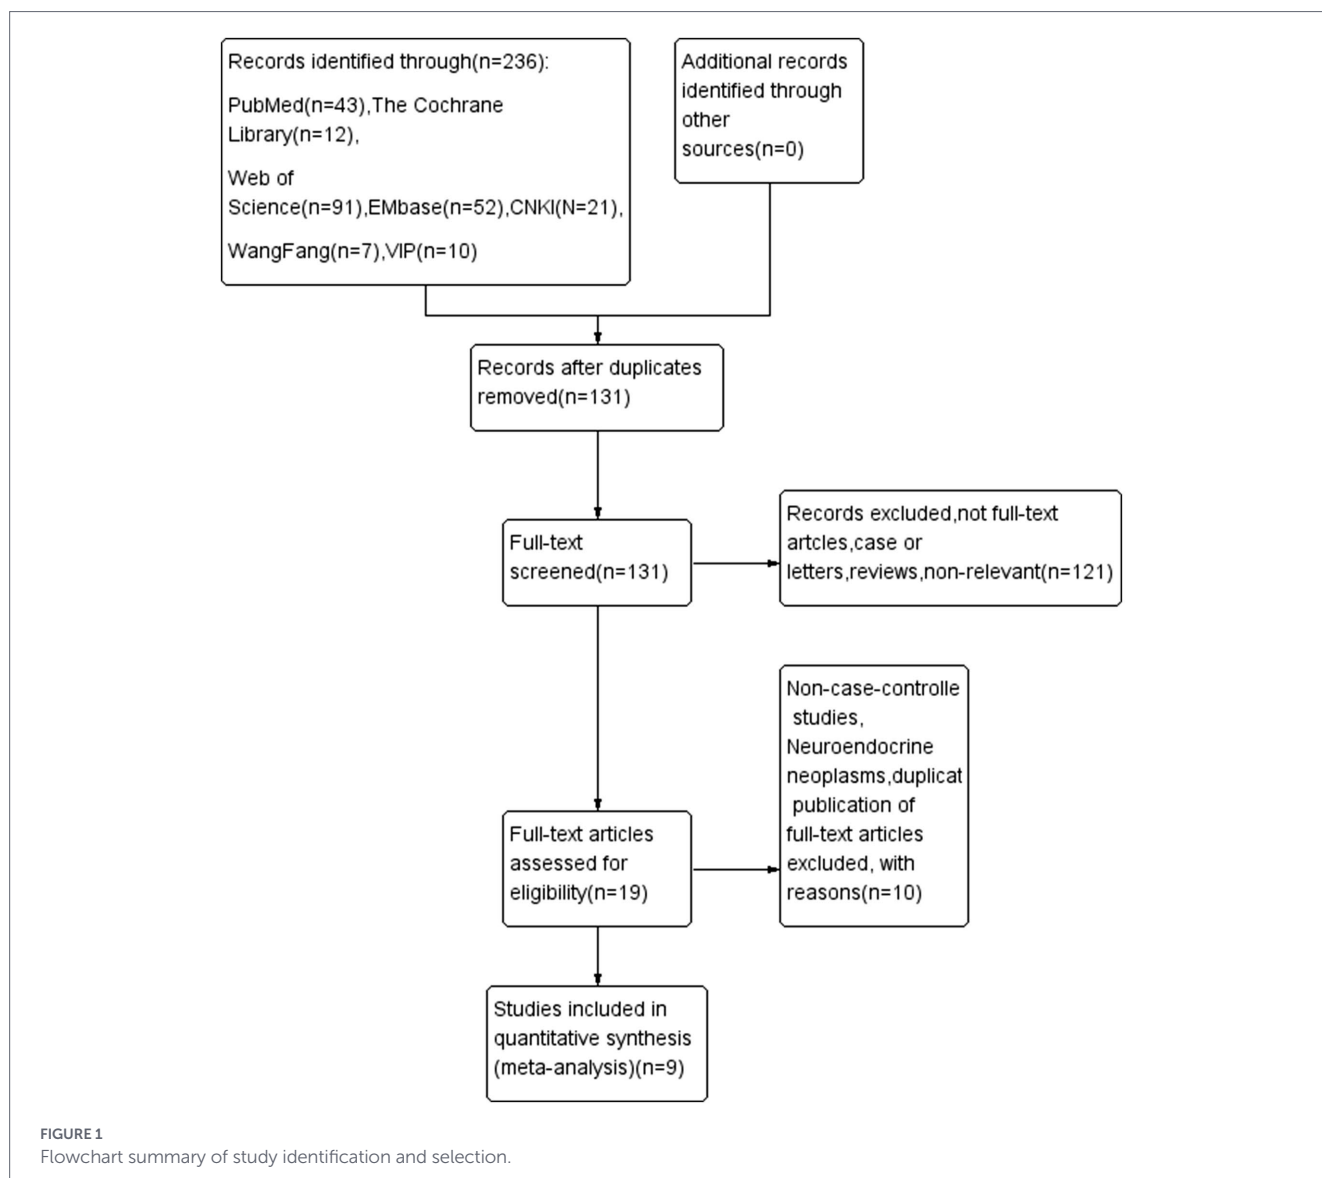 Records identified through(n=236):
PubMed(n=43),The Cochrane
Library(n=12),
Web of
Science(n=91),EMbase(n=52),CNKI(N=21),
WangFang(n=7),VIP(n=10)
Additional records
identified through
other
sources(n=0)
Records after duplicates
removed(n=131)
Full-text
screened(n=131)
Records excluded,not full-text
artcles,case or
letters,reviews,non-relevant(n=121)
Non-case-controlle
studies,
Neuroendocrine
neoplasms,duplicat
publication of
full-text articles
excluded, with
reasons(n=10)
Full-text articles
assessed for
eligibility(n=19)
Studies included in
quantitative synthesis
(meta-analysis)(n=9)
FIGURE 1
Flowchart summary of study identification and selection.